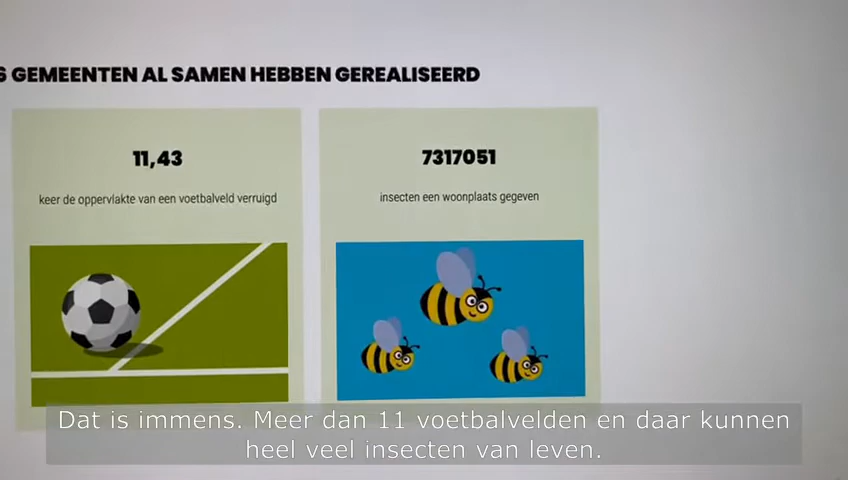 GEMEENTEN AL SAMEN HEBBEN GEREALISEERD
11,43
keer de oppervlakte van een voetbalveld verruigd
7317051
insecten een woonplaats gegeven
Dat is immens. Meer dan 11 voetbalvelden en daar kunnen
heel veel insecten van leven.